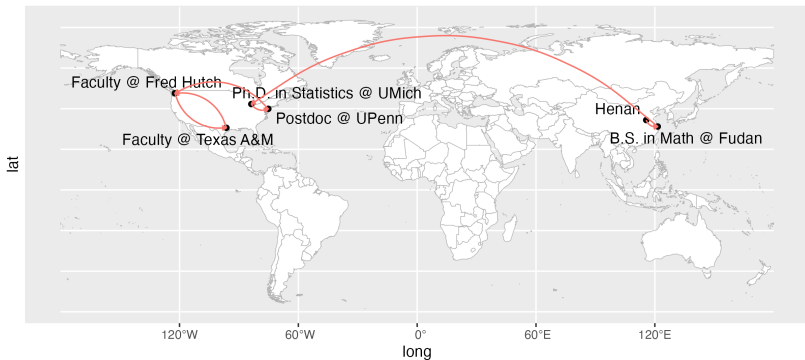 Faculty @ Fred Hutch
Ph.D. in Statistics @ UMich
Postdoc @ UPenn
Faculty @ Texas A&M
Henan
B.S. in Math @ Fudan
lat
120°W
60°W
0°
60°E
120°E
long